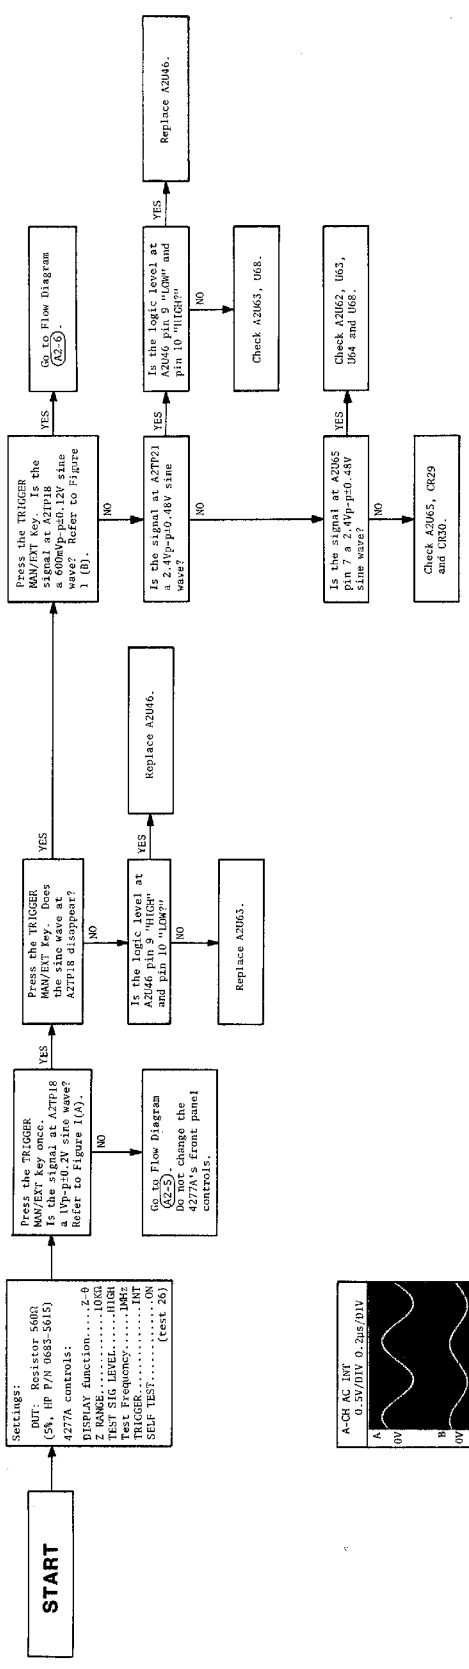 START
Settings:
DUT: Resistor 560Ω
(5%, HP P/N 0683-5615)
4277A controls:
DISPLAY function....Z-θ
Z RANGE............10KΩ
TEST SIG LEVEL.....HIGH
Test Frequency.....1MHz
TRIGGER.............INT
SELF TEST............ON
(test 26)
Press the TRIGGER
MAN/EXT Key once.
Is the signal at A2TP18
a 1Vp-p±0.2V sine wave?
Refer to Figure 1(A).
YES
NO
Go to Flow Diagram
A2-5.
Do not change the
4277A's front panel
controls.
Press the TRIGGER
MAN/EXT Key. Does
the sine wave at
A2TP18 disappear?
YES
NO
Is the logic level at
A2U46 pin 9 "HIGH"
and pin 10 "LOW?"
YES
Replace A2U46.
NO
Replace A2U63.
Press the TRIGGER
MAN/EXT Key. Is the
signal at A2TP18
a 600mVp-p±0.12V sine
wave? Refer to Figure
1 (B).
YES
Go to Flow Diagram
A2-6.
NO
Is the signal at A2TP21
a 2.4Vp-p±0.48V sine
wave?
YES
Is the logic level at
A2U46 pin 9 "LOW" and
pin 10 "HIGH?"
YES
Replace A2U46.
NO
Check A2U63, U68.
NO
Is the signal at A2U65
pin 7 a 2.4Vp-p±0.48V
sine wave?
YES
Check A2U62, U63,
U64 and U68.
NO
Check A2U65, CR29
and CR30.
A-CH AC INT
0.5V/DIV 0.2µs/DIV
A
0V
B
0V